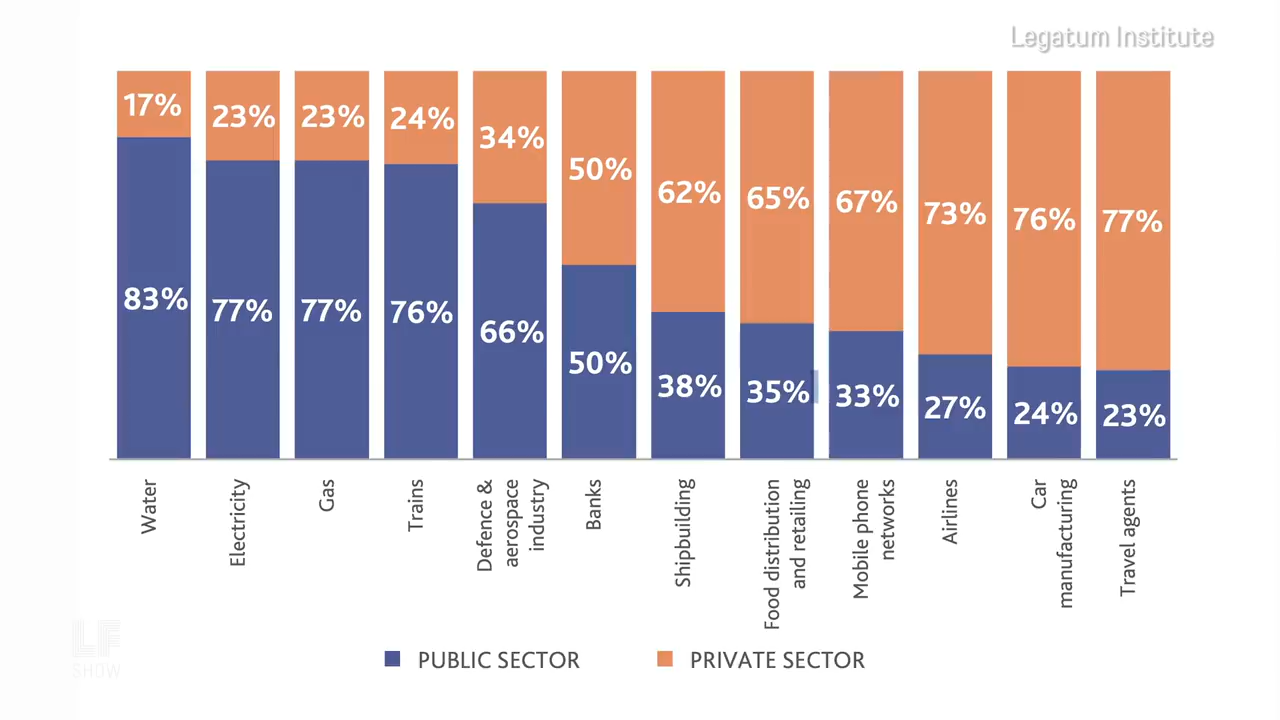 Legatum Institute
17% 23% 23% 24% 34% 50% 62% 65% 67% 73% 76% 77%
83% 77% 77% 76% 66% 50% 38% 35% 33% 27% 24% 23%
Water
Electricity
Gas
Trains
Defence &
aerospace
industry
Banks
Shipbuilding
Food distribution
and retailing
Mobile phone
networks
Airlines
Car
manufacturing
Travel agents
PUBLIC SECTOR
PRIVATE SECTOR
LF
SHOW